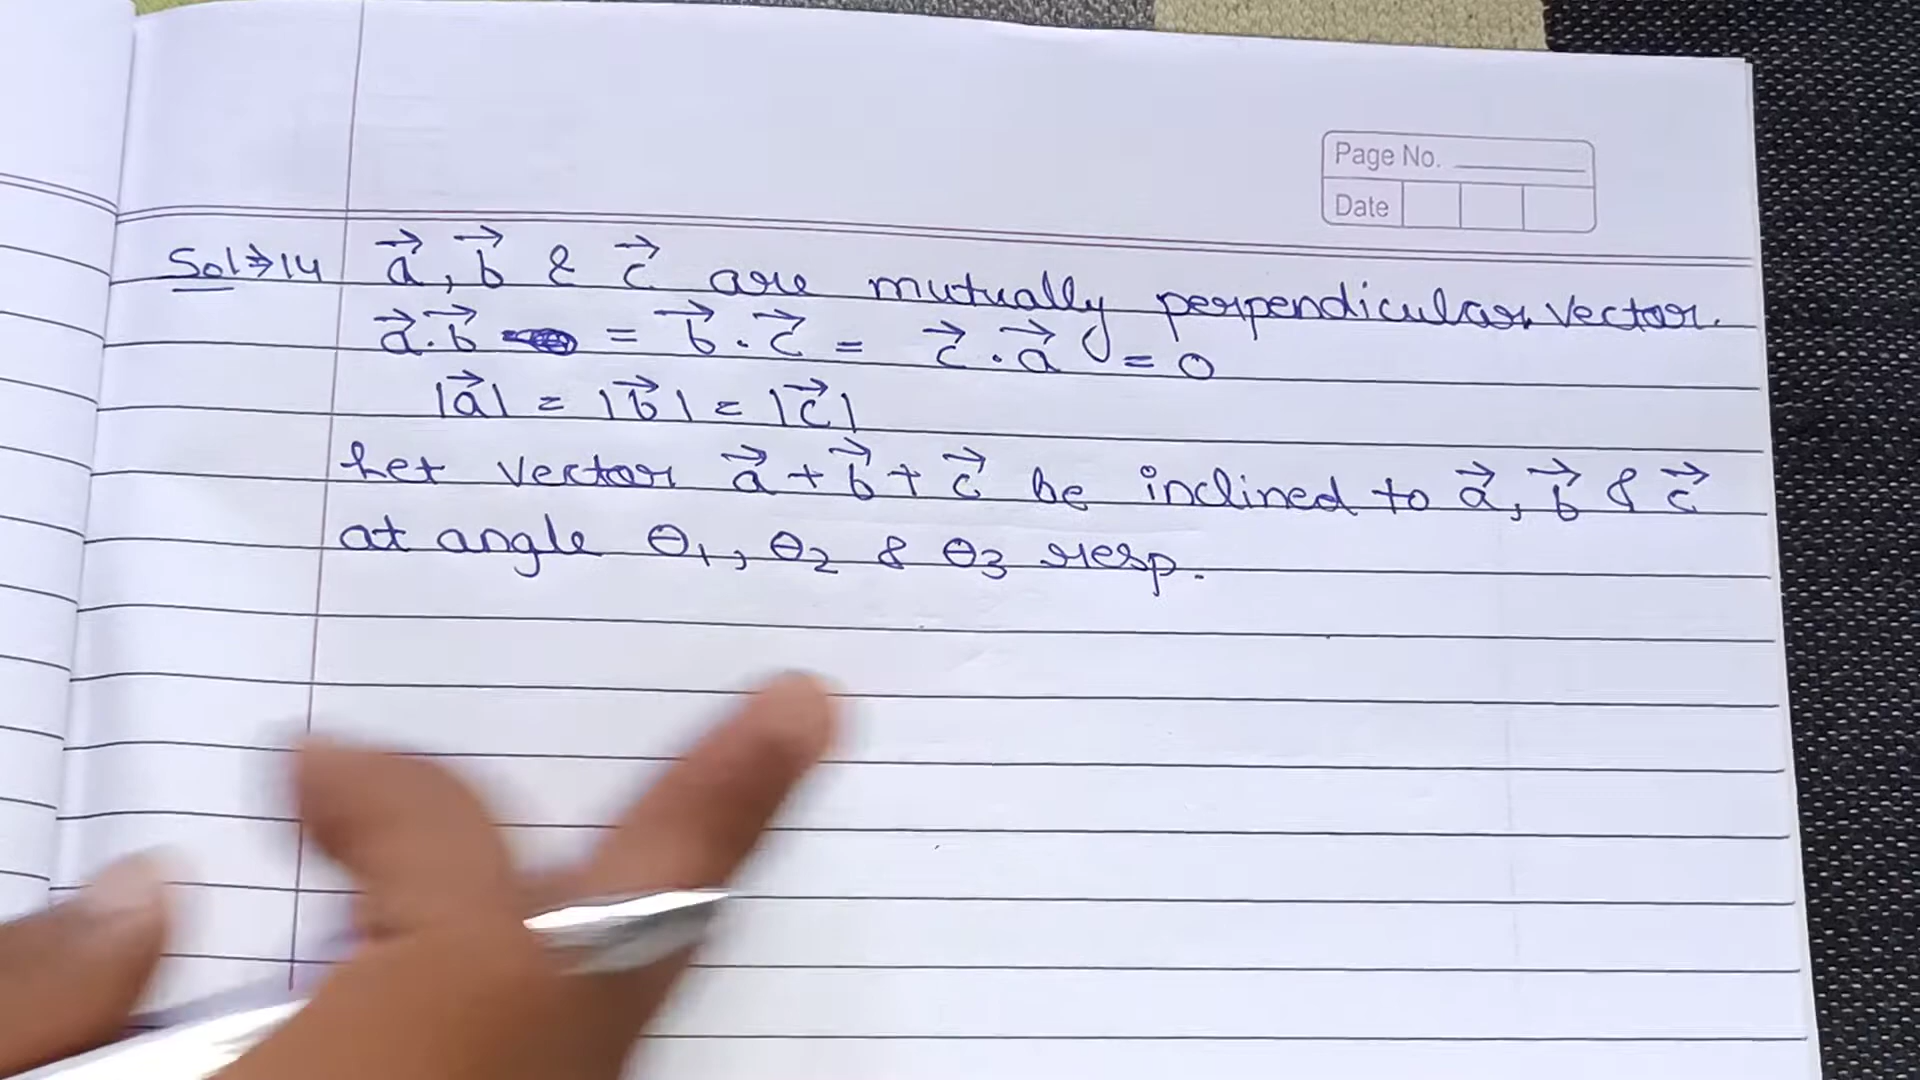 Page No.
Date
Sol⇒14 a⃗, b⃗ & c⃗ are mutually perpendicular vector.
a⃗.b⃗ = b⃗.c⃗ = c⃗.a⃗ = 0
|a⃗| = |b⃗| = |c⃗|
Let vector a⃗ + b⃗ + c⃗ be inclined to a⃗, b⃗ & c⃗
at angle θ1, θ2 & θ3 resp.